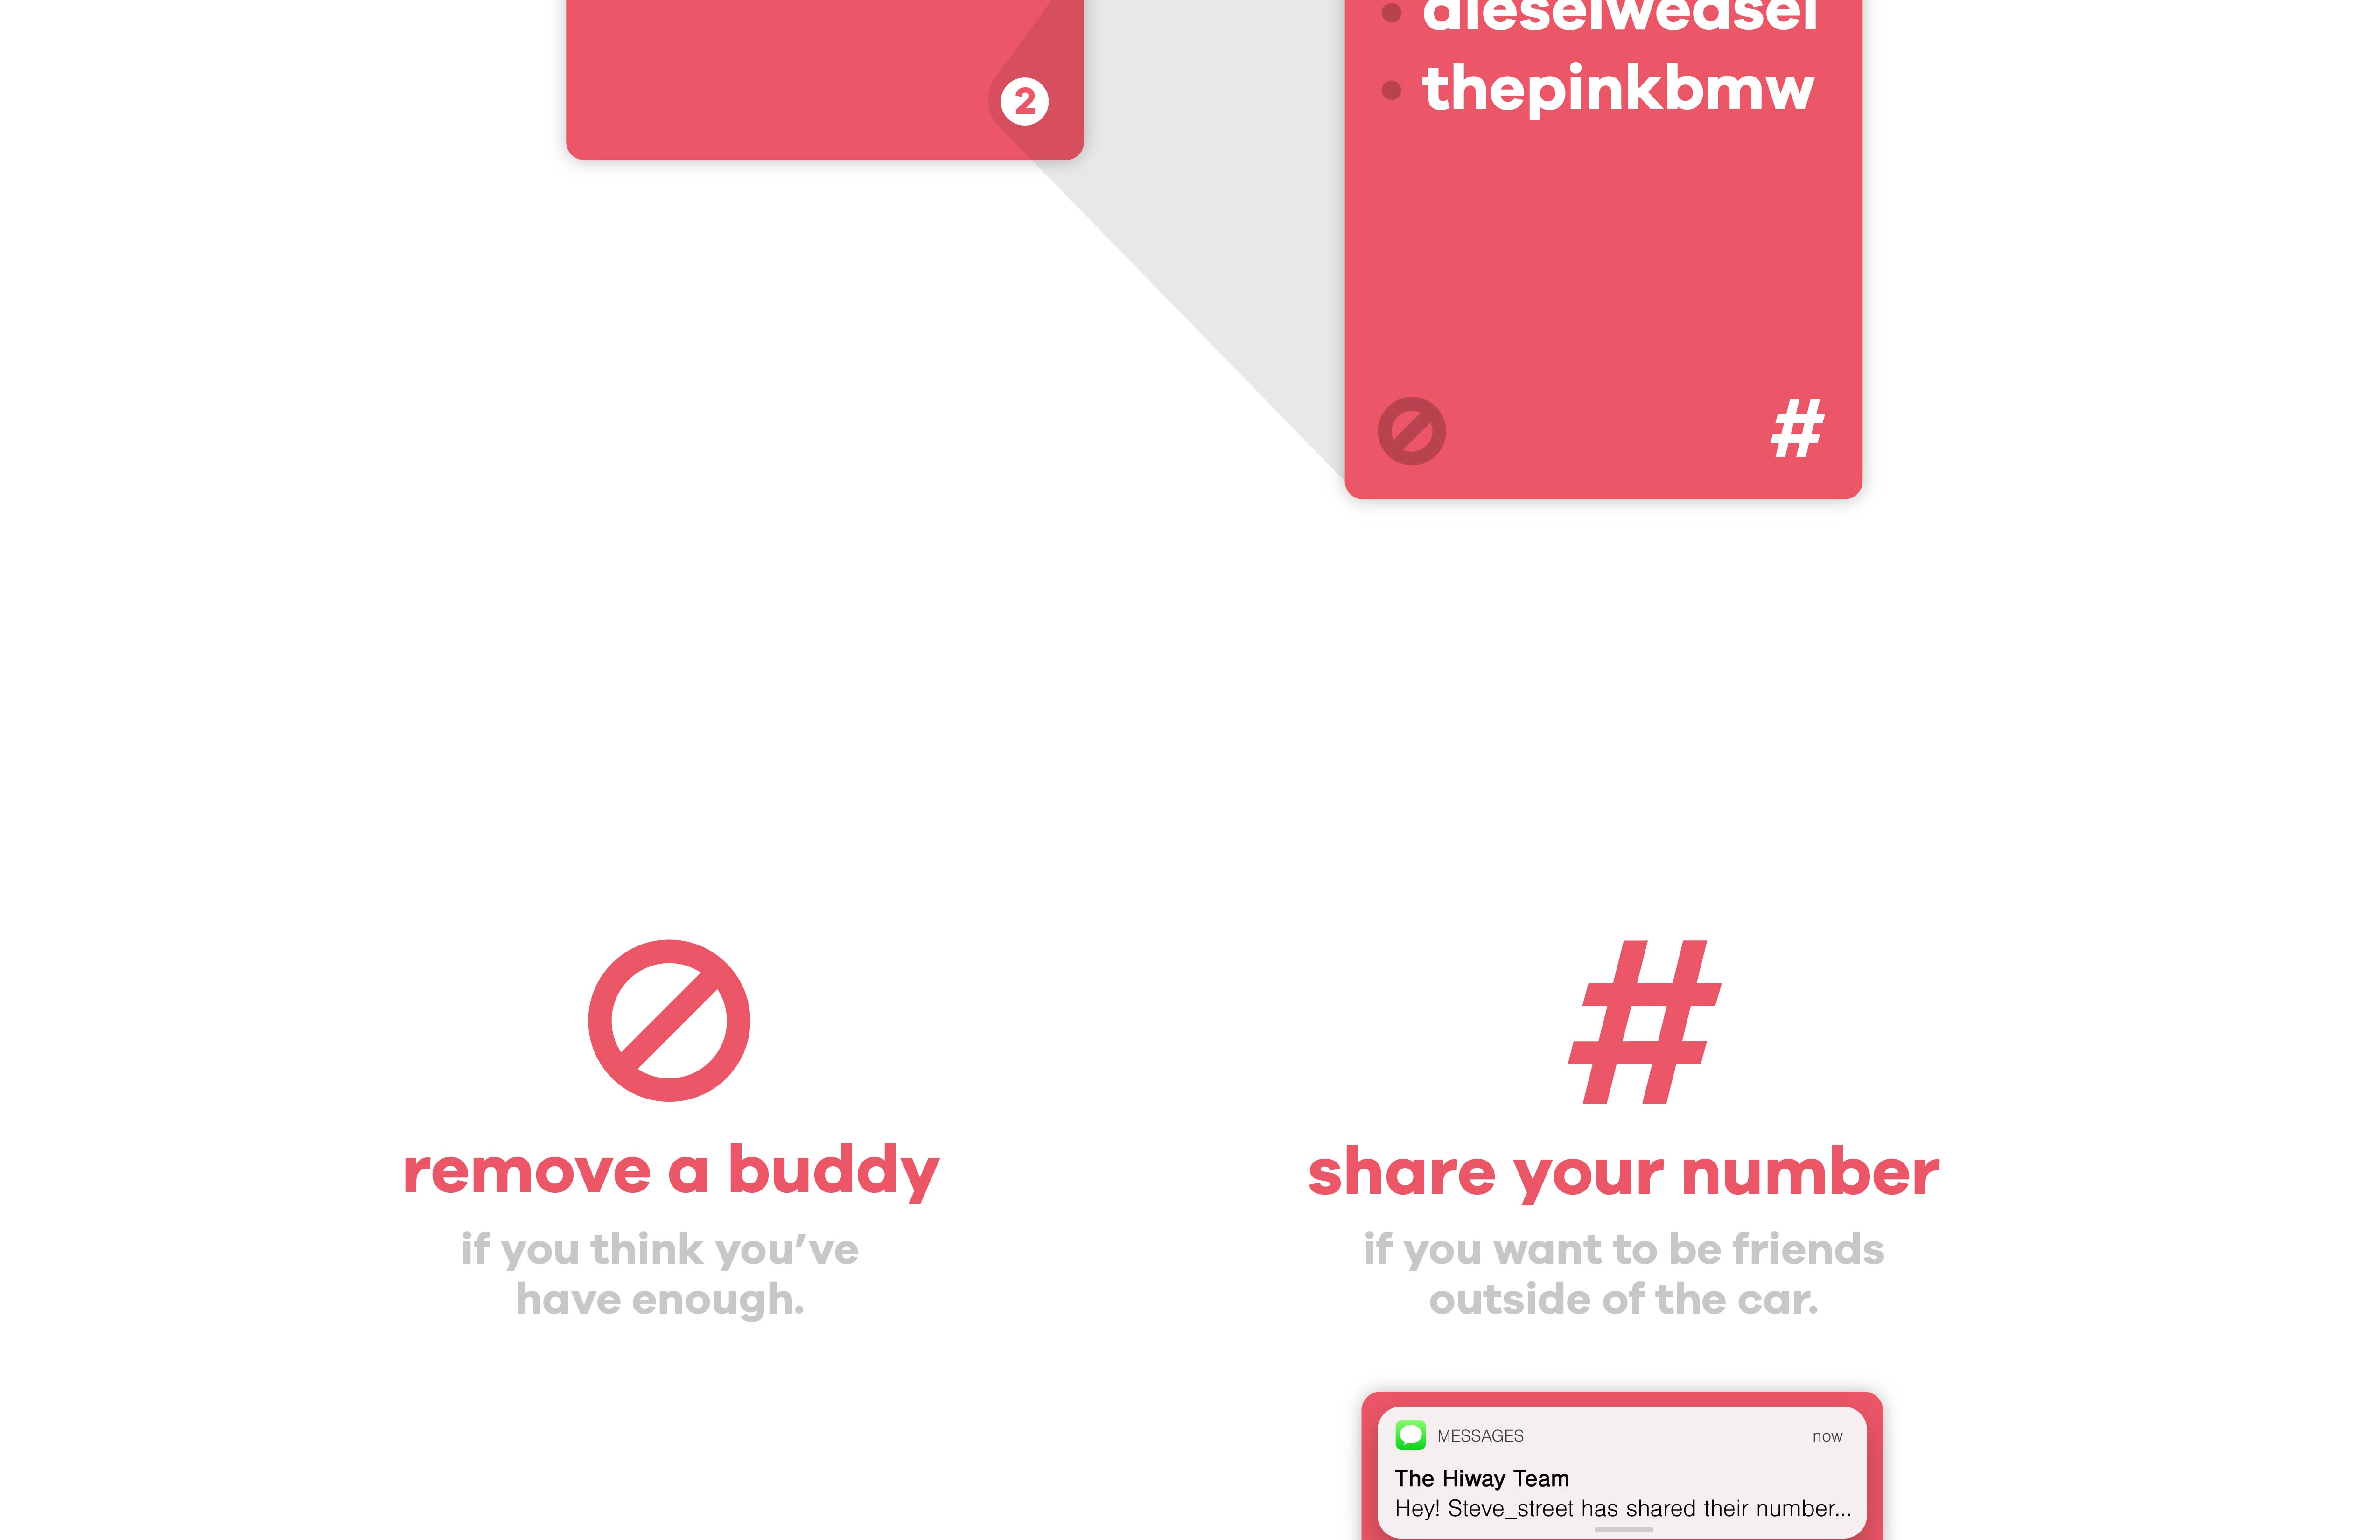 dieselweasel
thepinkbmw
2
#
#
remove a buddy
share your number
if you think you've
have enough.
if you want to be friends
outside of the car.
MESSAGES
now
The Hiway Team
Hey! Steve_street has shared their number...